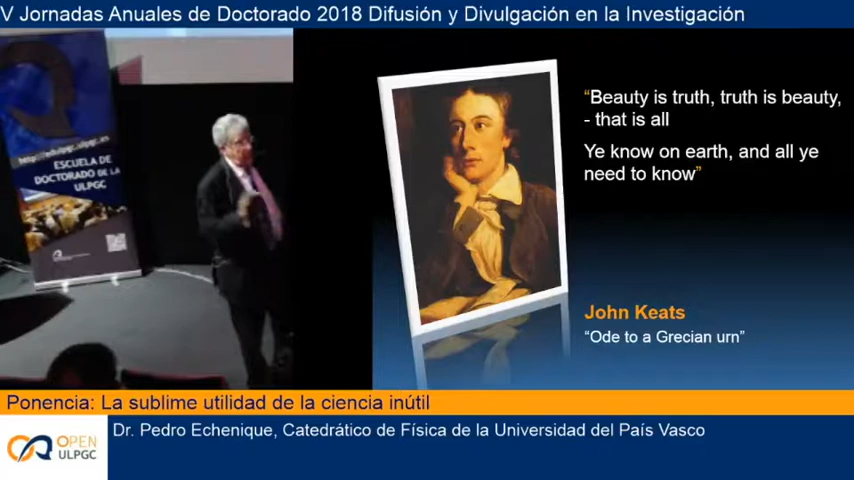 V Jornadas Anuales de Doctorado 2018 Difusión y Divulgación en la Investigación
ESCUELA DE
DOCTORADO DE LA
ULPGC
“Beauty is truth, truth is beauty,
- that is all
Ye know on earth, and all ye
need to know”
John Keats
“Ode to a Grecian urn”
Ponencia: La sublime utilidad de la ciencia inútil
Dr. Pedro Echenique, Catedrático de Física de la Universidad del País Vasco
OPEN
ULPGC